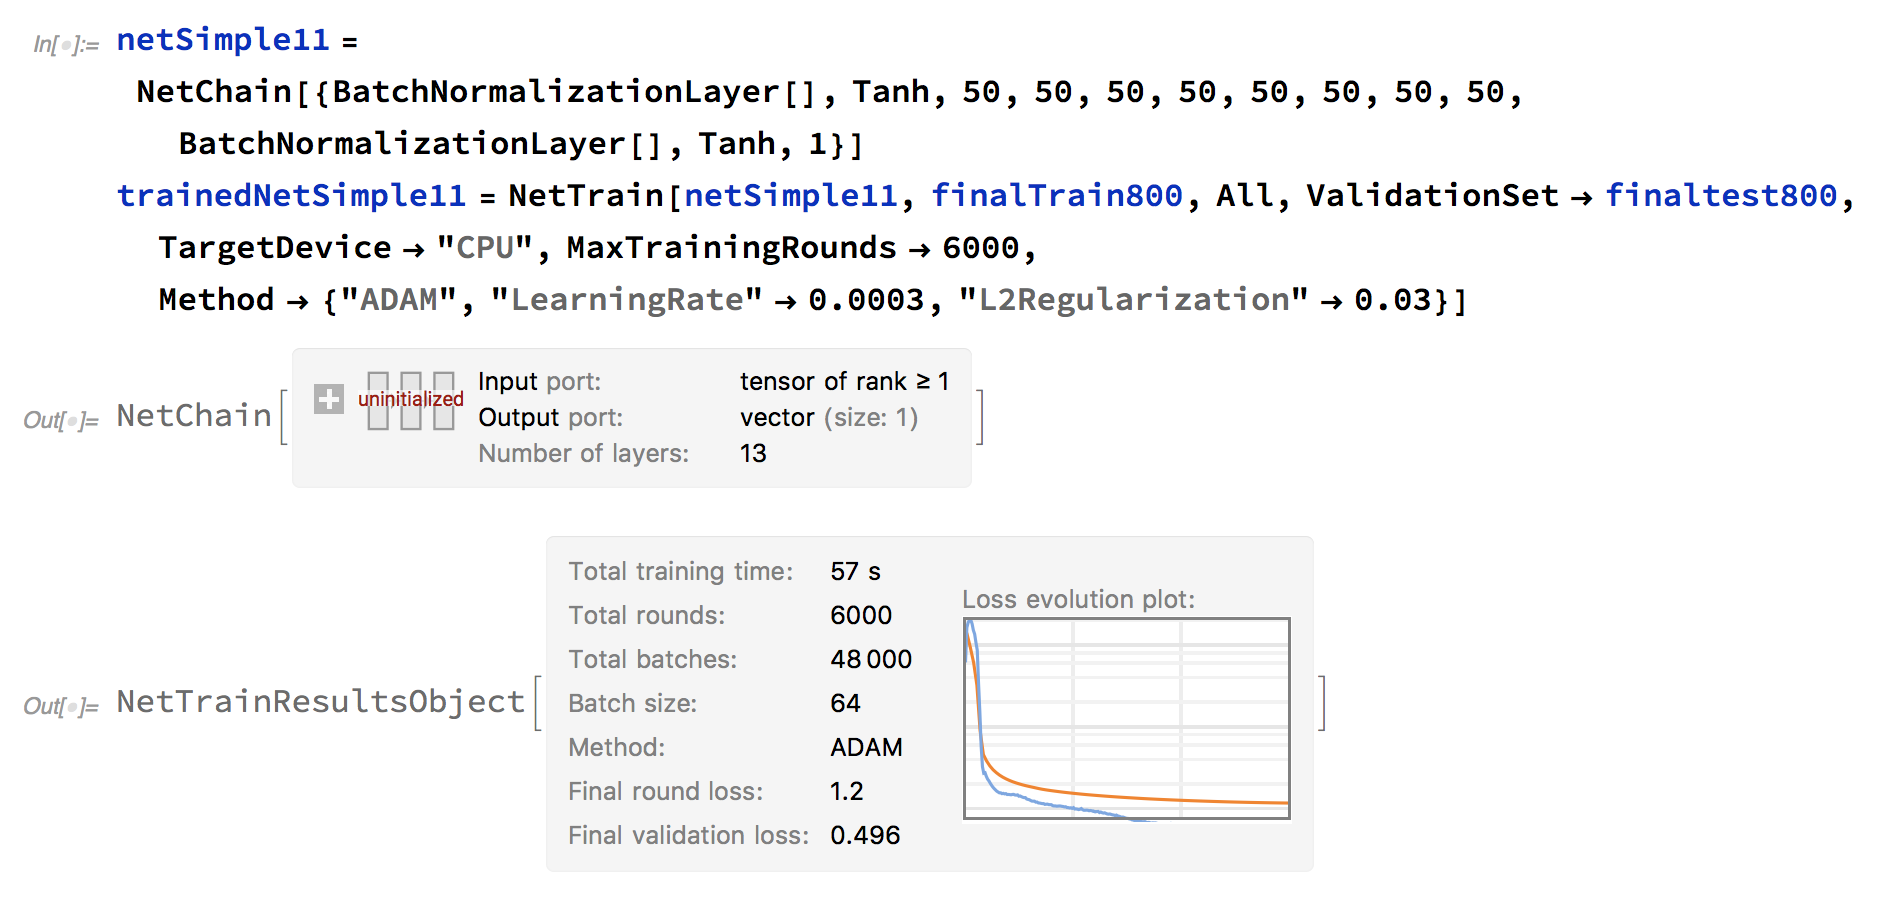 In[•]:= netSimple11 =
NetChain[{BatchNormalizationLayer[], Tanh, 50, 50, 50, 50, 50, 50, 50, 50,
BatchNormalizationLayer[], Tanh, 1}]
trainedNetSimple11 = NetTrain[netSimple11, finalTrain800, All, ValidationSet → finaltest800,
TargetDevice → "CPU", MaxTrainingRounds → 6000,
Method → {"ADAM", "LearningRate" → 0.0003, "L2Regularization" → 0.03}]
Out[•]= NetChain[
uninitialized
Input port: tensor of rank ≥ 1
Output port: vector (size: 1)
Number of layers: 13
]
Out[•]= NetTrainResultsObject[
Total training time: 57 s
Total rounds: 6000
Total batches: 48 000
Batch size: 64
Method: ADAM
Final round loss: 1.2
Final validation loss: 0.496
Loss evolution plot:
]